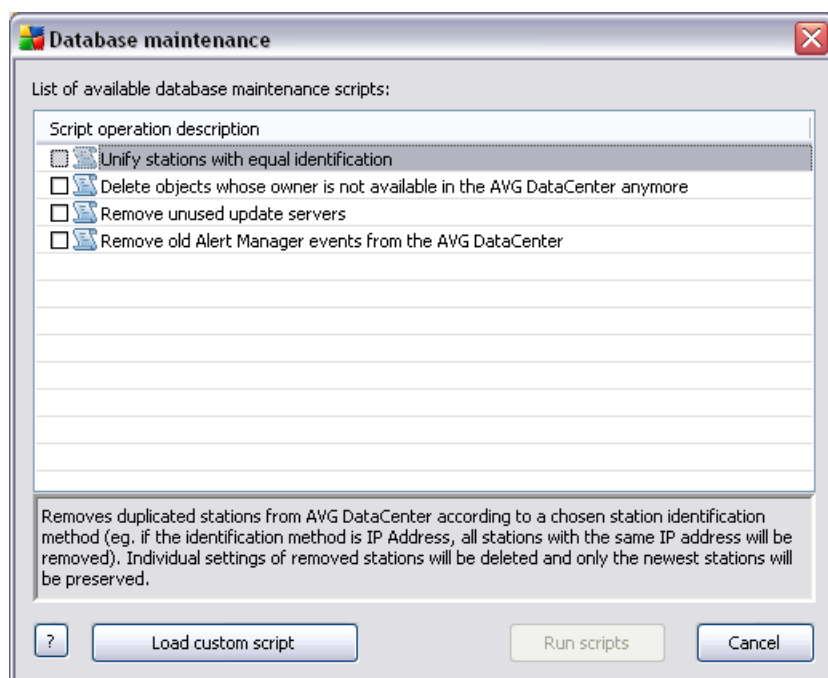 Database maintenance
List of available database maintenance scripts:
Script operation description
Unify stations with equal identification
Delete objects whose owner is not available in the AVG DataCenter anymore
Remove unused update servers
Remove old Alert Manager events from the AVG DataCenter
Removes duplicated stations from AVG DataCenter according to a chosen station identification
method (eg. if the identification method is IP Address, all stations with the same IP address will be
removed). Individual settings of removed stations will be deleted and only the newest stations will
be preserved.
? Load custom script Run scripts Cancel